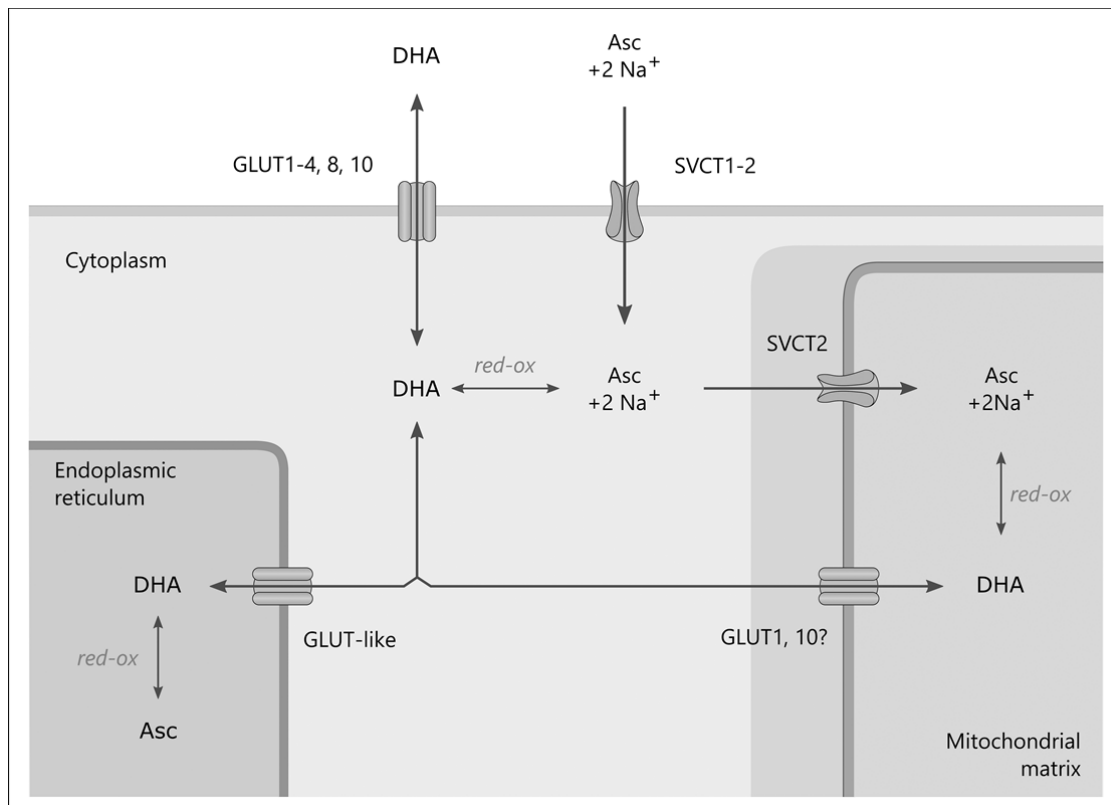 DHA
Asc
+2 Na⁺
GLUT1-4, 8, 10
SVCT1-2
Cytoplasm
SVCT2
DHA
red-ox
Asc
+2 Na⁺
Asc
+2Na⁺
Endoplasmic
reticulum
red-ox
DHA
GLUT-like
GLUT1, 10?
DHA
red-ox
Asc
Mitochondrial
matrix